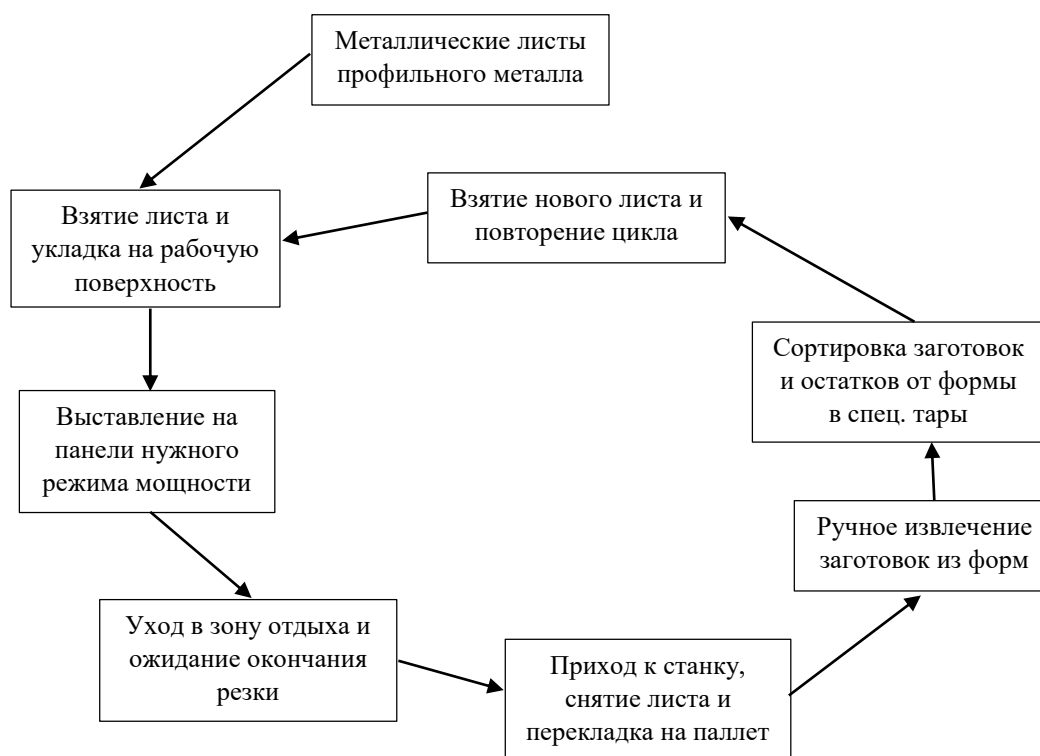 Металлические листы
профильного металла
Взятие листа и
укладка на рабочую
поверхность
Взятие нового листа и
повторение цикла
Сортировка заготовок
и остатков от формы
в спец. тары
Выставление на
панели нужного
режима мощности
Ручное извлечение
заготовок из форм
Уход в зону отдыха и
ожидание окончания
резки
Приход к станку,
снятие листа и
перекладка на паллет